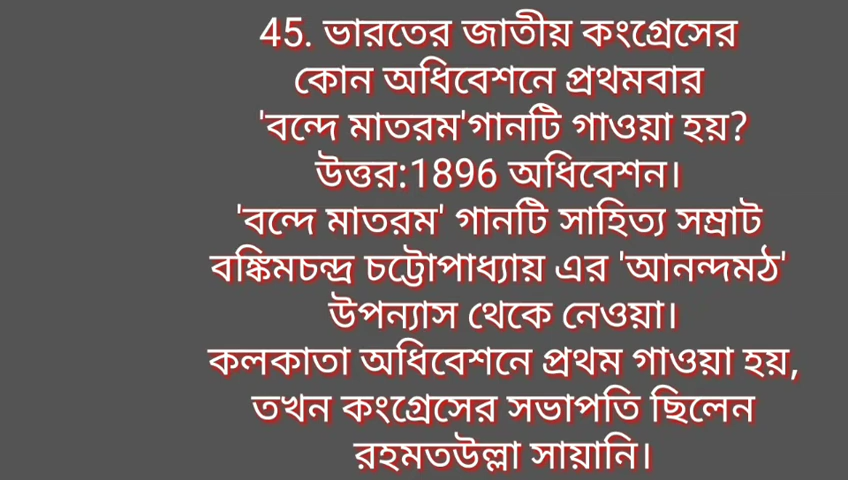 45. ভারতের জাতীয় কংগ্রেসের
কোন অধিবেশনে প্রথমবার
'বন্দে মাতরম'গানটি গাওয়া হয়?
উত্তর:1896 অধিবেশন।
'বন্দে মাতরম' গানটি সাহিত্য সম্রাট
বঙ্কিমচন্দ্র চট্টোপাধ্যায় এর 'আনন্দমঠ'
উপন্যাস থেকে নেওয়া।
কলকাতা অধিবেশনে প্রথম গাওয়া হয়,
তখন কংগ্রেসের সভাপতি ছিলেন
রহমতউল্লা সায়ানি।